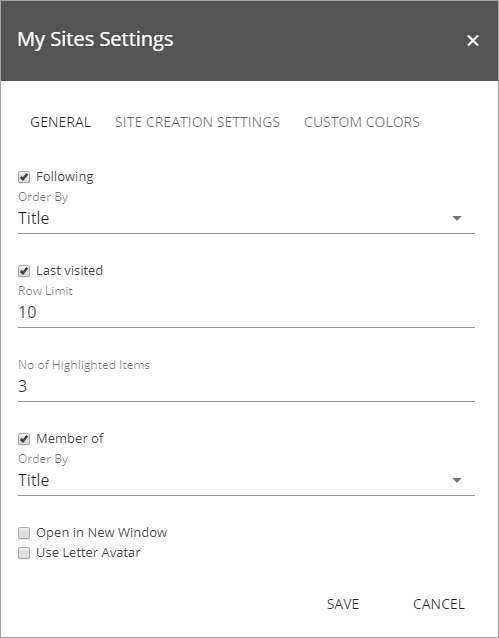 My Sites Settings
GENERAL SITE CREATION SETTINGS CUSTOM COLORS
Following
Order By
Title
Last visited
Row Limit
10
No of Highlighted Items
3
Member of
Order By
Title
Open in New Window
Use Letter Avatar
SAVE CANCEL